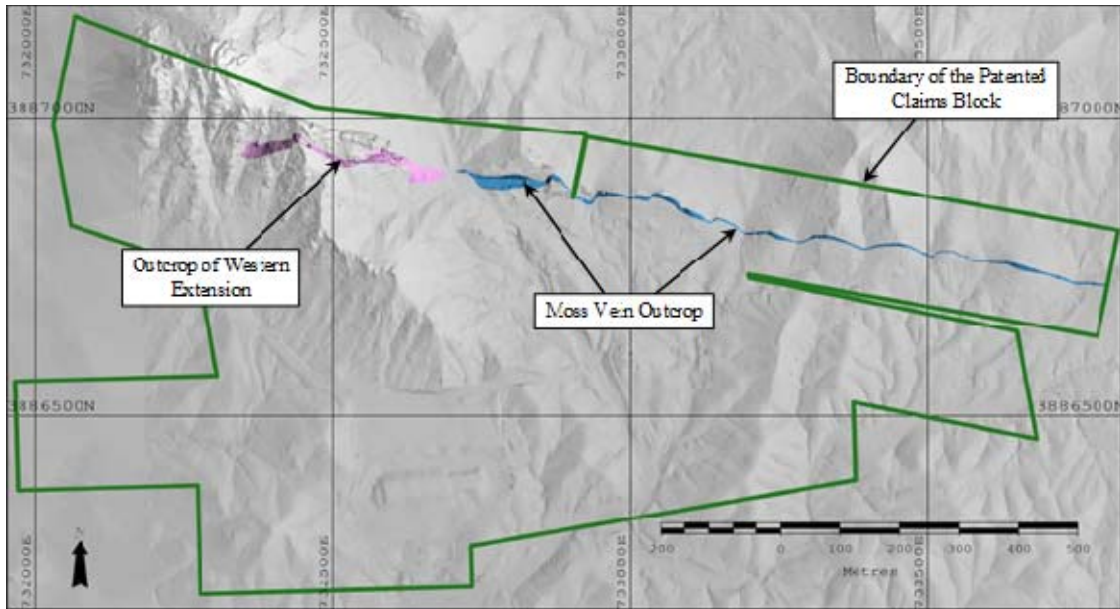 732000E
732500E
733000E
733500E
Boundary of the Patented
Claims Block
3887000N
3887000N
Outcrop of Western
Extension
Moss Vein Outcrop
3886500N
3886500N
N
200 0 100 200 300 400 500
Metres
732000E
732500E
733000E
733500E